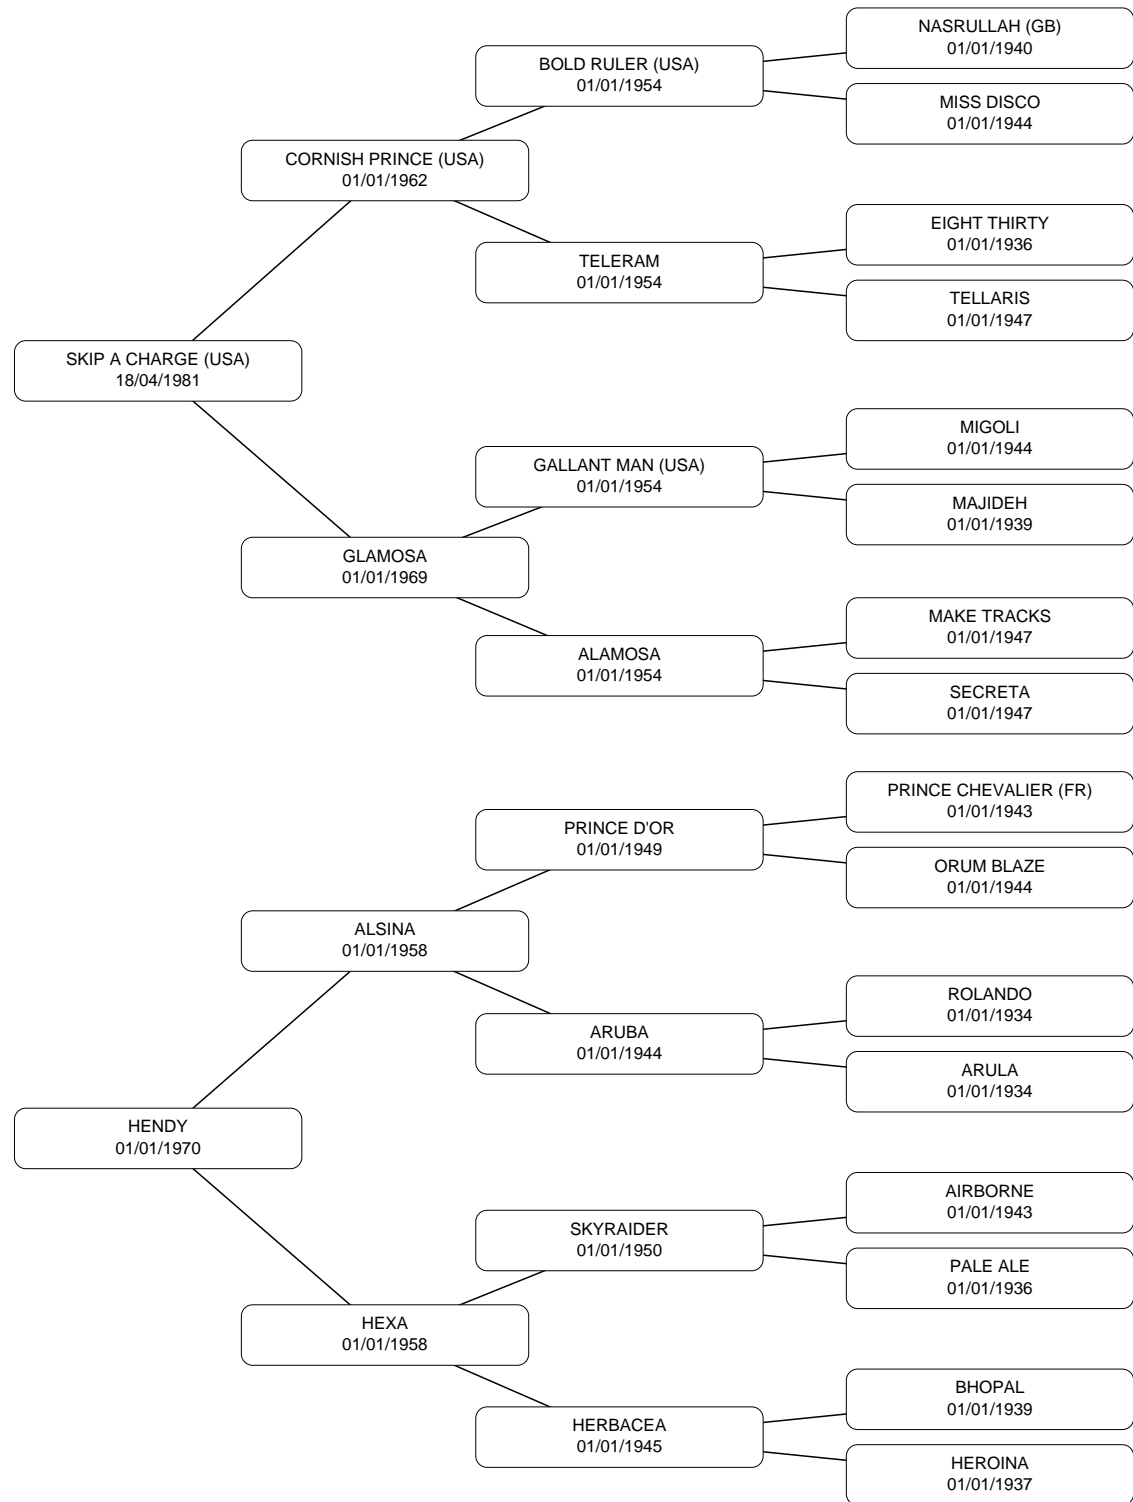 NASRULLAH (GB)
01/01/1940
BOLD RULER (USA)
01/01/1954
MISS DISCO
01/01/1944
CORNISH PRINCE (USA)
01/01/1962
EIGHT THIRTY
01/01/1936
TELERAM
01/01/1954
TELLARIS
01/01/1947
SKIP A CHARGE (USA)
18/04/1981
MIGOLI
01/01/1944
GALLANT MAN (USA)
01/01/1954
MAJIDEH
01/01/1939
GLAMOSA
01/01/1969
MAKE TRACKS
01/01/1947
ALAMOSA
01/01/1954
SECRETA
01/01/1947
PRINCE CHEVALIER (FR)
01/01/1943
PRINCE D'OR
01/01/1949
ORUM BLAZE
01/01/1944
ALSINA
01/01/1958
ROLANDO
01/01/1934
ARUBA
01/01/1944
ARULA
01/01/1934
HENDY
01/01/1970
AIRBORNE
01/01/1943
SKYRAIDER
01/01/1950
PALE ALE
01/01/1936
HEXA
01/01/1958
BHOPAL
01/01/1939
HERBACEA
01/01/1945
HEROINA
01/01/1937